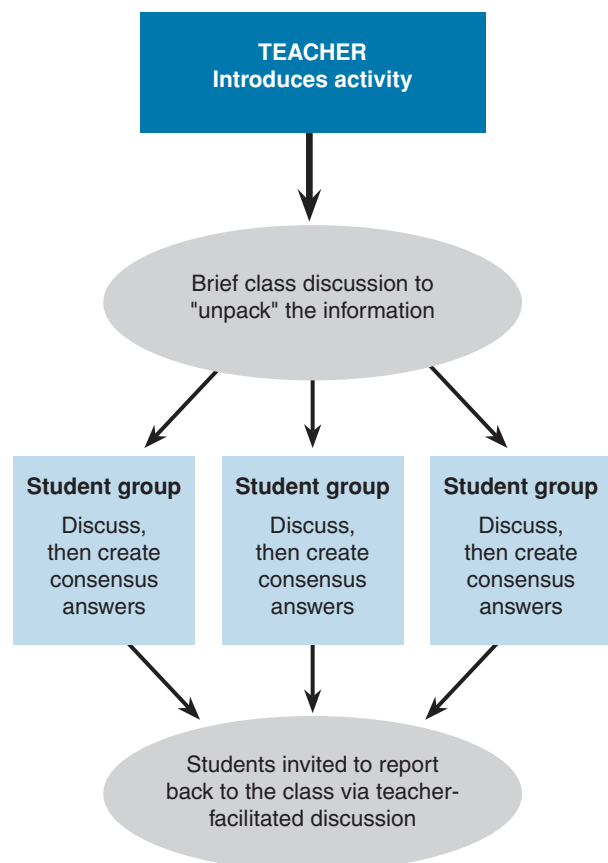 TEACHER
Introduces activity
Brief class discussion to
"unpack" the information
Student group
Discuss,
then create
consensus
answers
Student group
Discuss,
then create
consensus
answers
Student group
Discuss,
then create
consensus
answers
Students invited to report
back to the class via teacher-
facilitated discussion